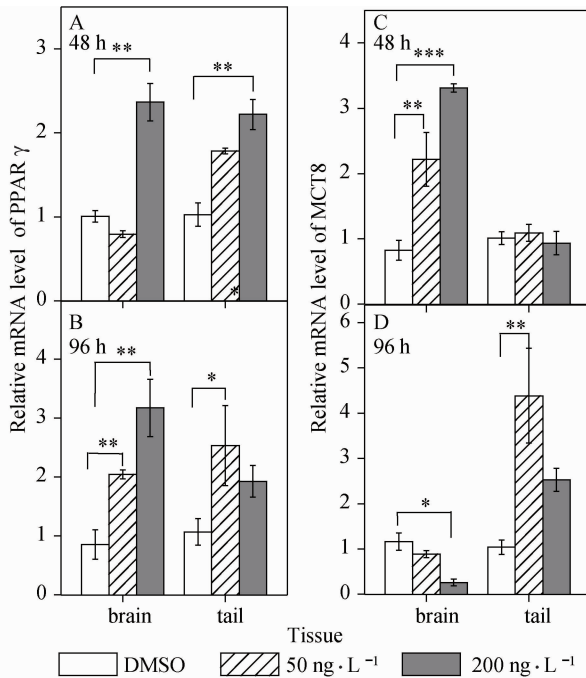 A
48 h
**
**
3
2
1
0
Relative mRNA level of PPAR γ
*
B
96 h
**
**
*
4
3
2
1
0
brain
tail
C
48 h
***
**
4
3
2
1
0
Relative mRNA level of MCT8
D
96 h
**
*
6
5
4
3
2
1
0
brain
tail
Tissue
DMSO
50 ng · L⁻¹
200 ng · L⁻¹